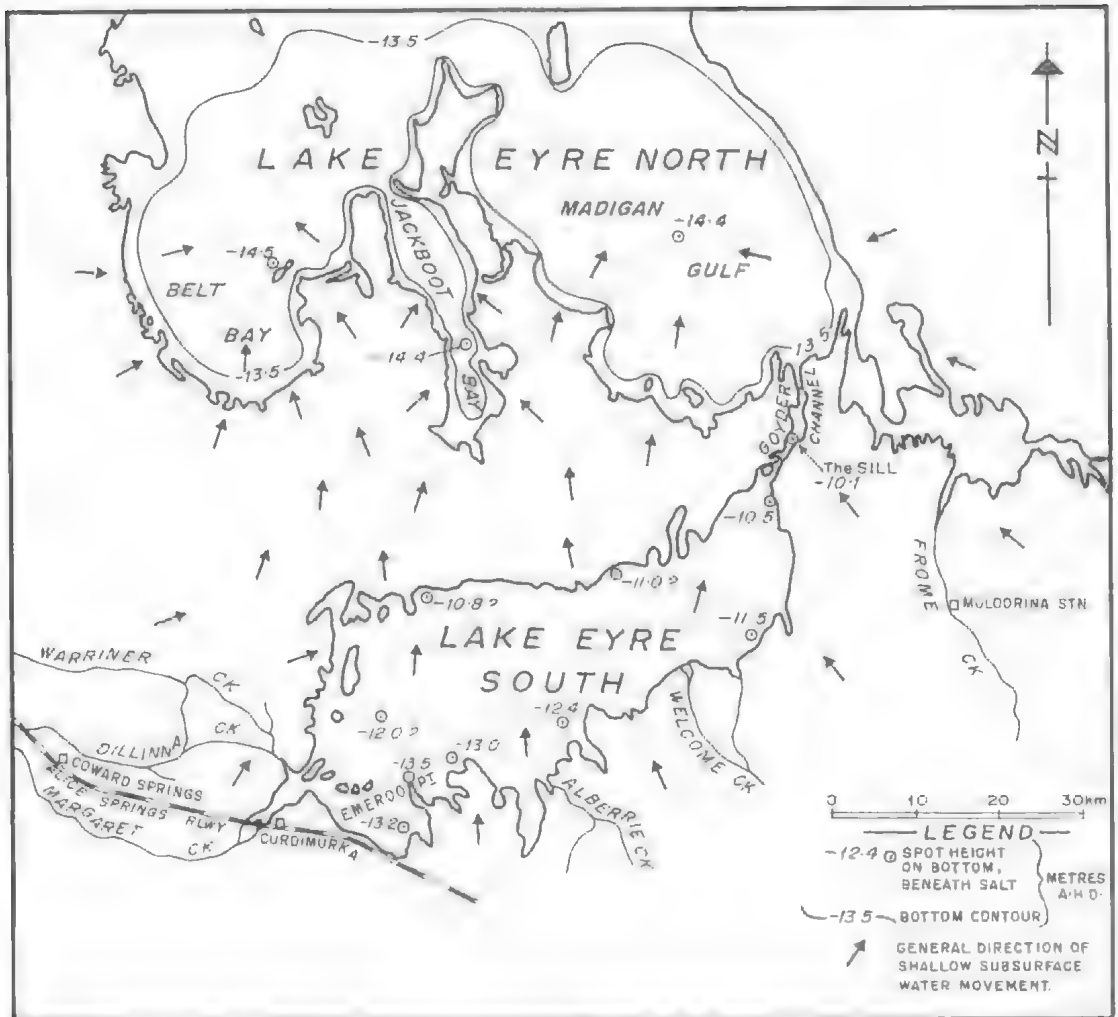 -13.5
LAKE EYRE NORTH
JACKBOOT
BAY
MADIGAN
-14.4
GULF
-14.5
BELT
BAY
-13.5
-14.4
13.5
GOYDER
CHANNEL
The SILL
-10.1
-10.5
FROME
CK
MULOORINA STN.
-11.0?
-10.8?
-11.5
LAKE EYRE
SOUTH
WARRINER
CK
-12.4
-12.0?
WELCOME CK
DILLINNA
CK
-13.0
-13.5
COWARD SPRINGS
ALICE SPRINGS RLWY
EMEROO PT.
-13.2
ALBERRIE CK
MARGARET
CK
CURDIMURKA
0 10 20 30km
LEGEND
-12.4 SPOT HEIGHT
ON BOTTOM,
BENEATH SALT
METRES
A.H.D.
-13.5 BOTTOM CONTOUR
GENERAL DIRECTION OF
SHALLOW SUBSURFACE
WATER MOVEMENT.
N